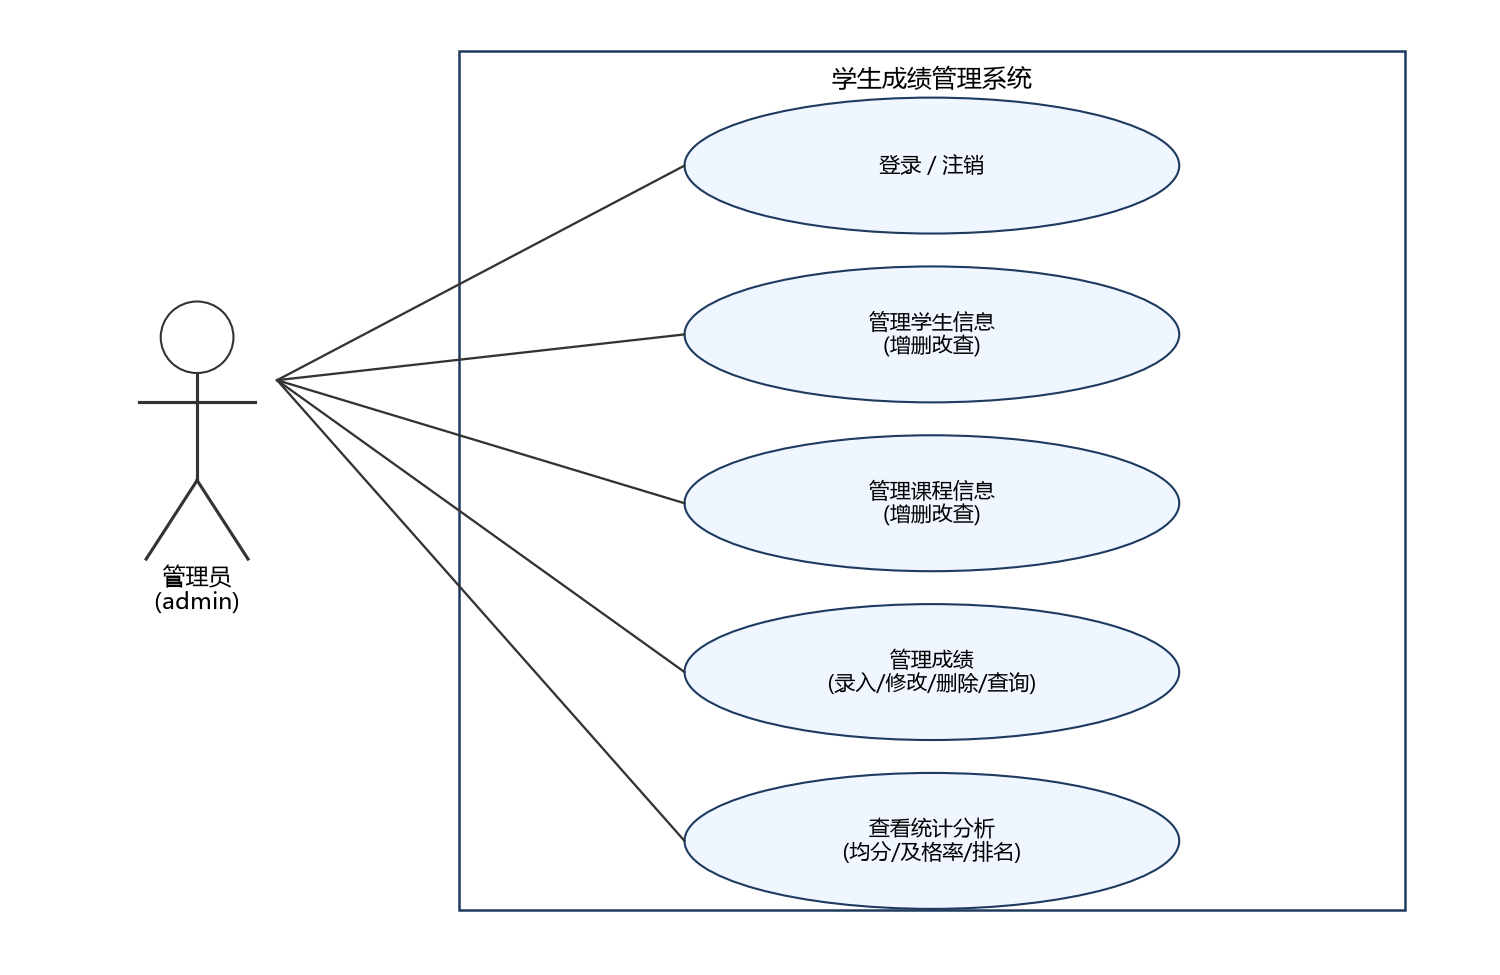 学生成绩管理系统
登录 / 注销
管理学生信息
(增删改查)
管理课程信息
(增删改查)
管理员
(admin)
管理成绩
(录入/修改/删除/查询)
查看统计分析
(均分/及格率/排名)